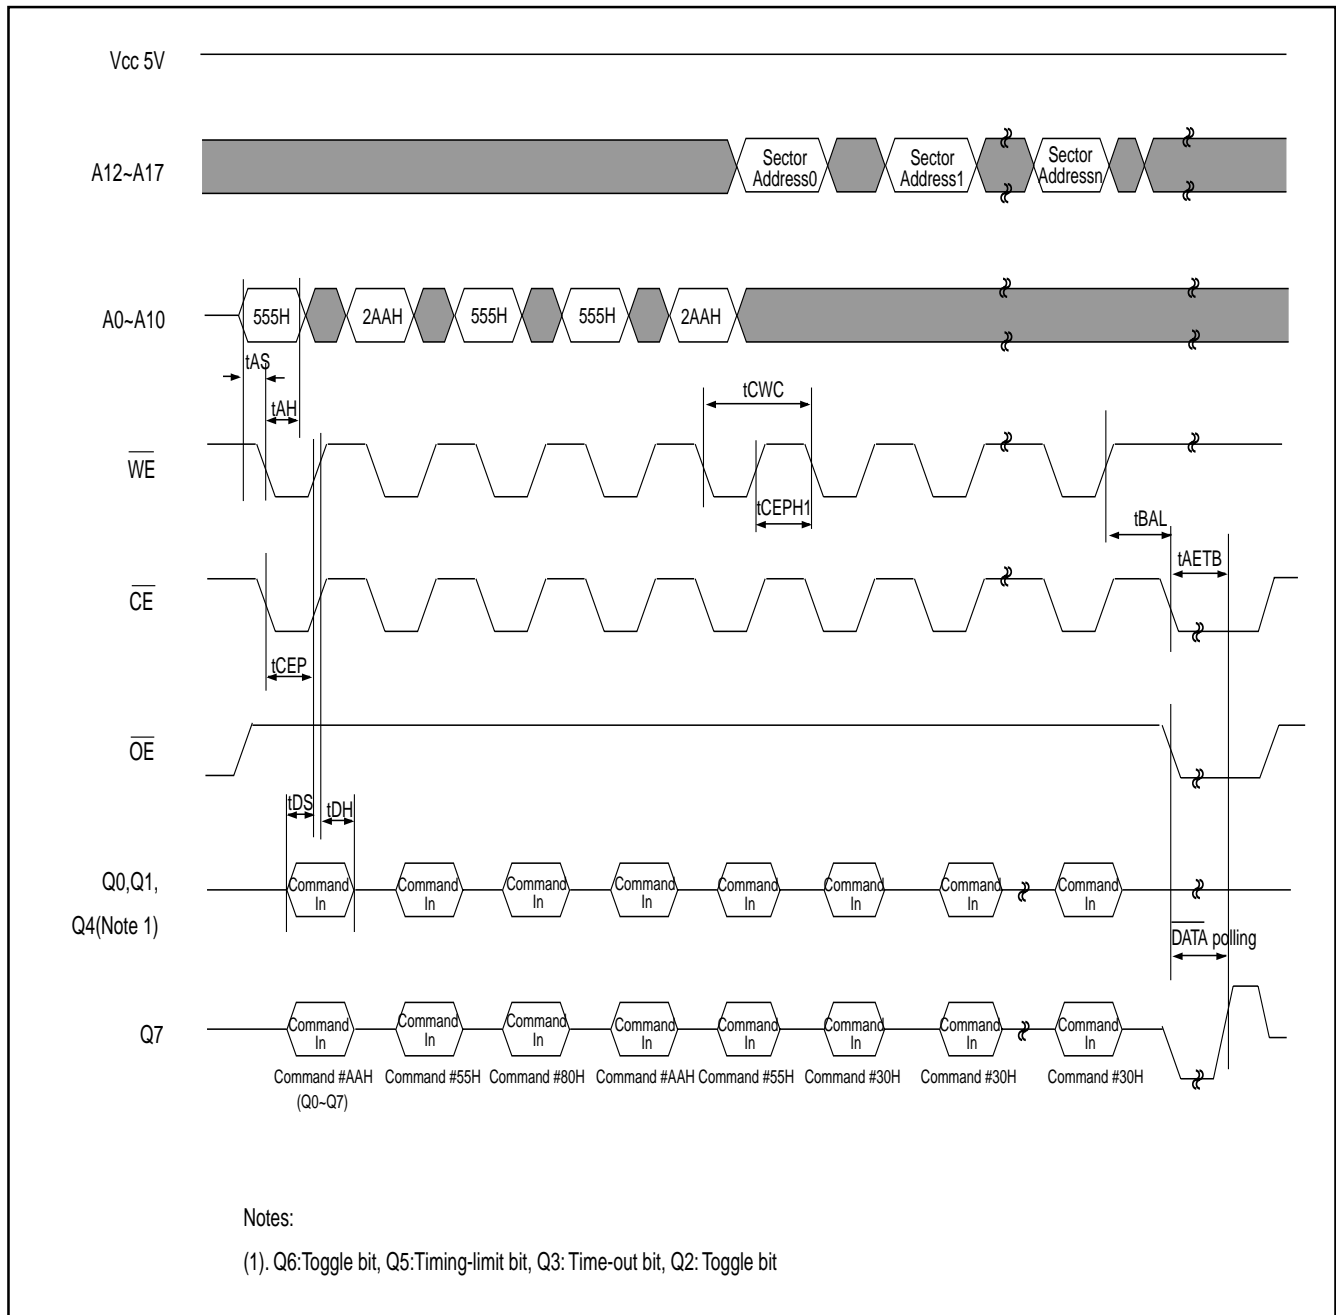 Vcc 5V
A12~A17
Sector
Address0
Sector
Address1
Sector
Addressn
A0~A10
555H
2AAH
555H
555H
2AAH
tAS
tAH
tCWC
WE
tCEPH1
tBAL
tAETB
CE
tCEP
OE
tDS
tDH
Q0,Q1,
Q4(Note 1)
Command
In
Command
In
Command
In
Command
In
Command
In
Command
In
Command
In
Command
In
DATA polling
Q7
Command
In
Command
In
Command
In
Command
In
Command
In
Command
In
Command
In
Command
In
Command #AAH
(Q0~Q7)
Command #55H
Command #80H
Command #AAH
Command #55H
Command #30H
Command #30H
Command #30H
Notes:
(1). Q6:Toggle bit, Q5:Timing-limit bit, Q3: Time-out bit, Q2: Toggle bit